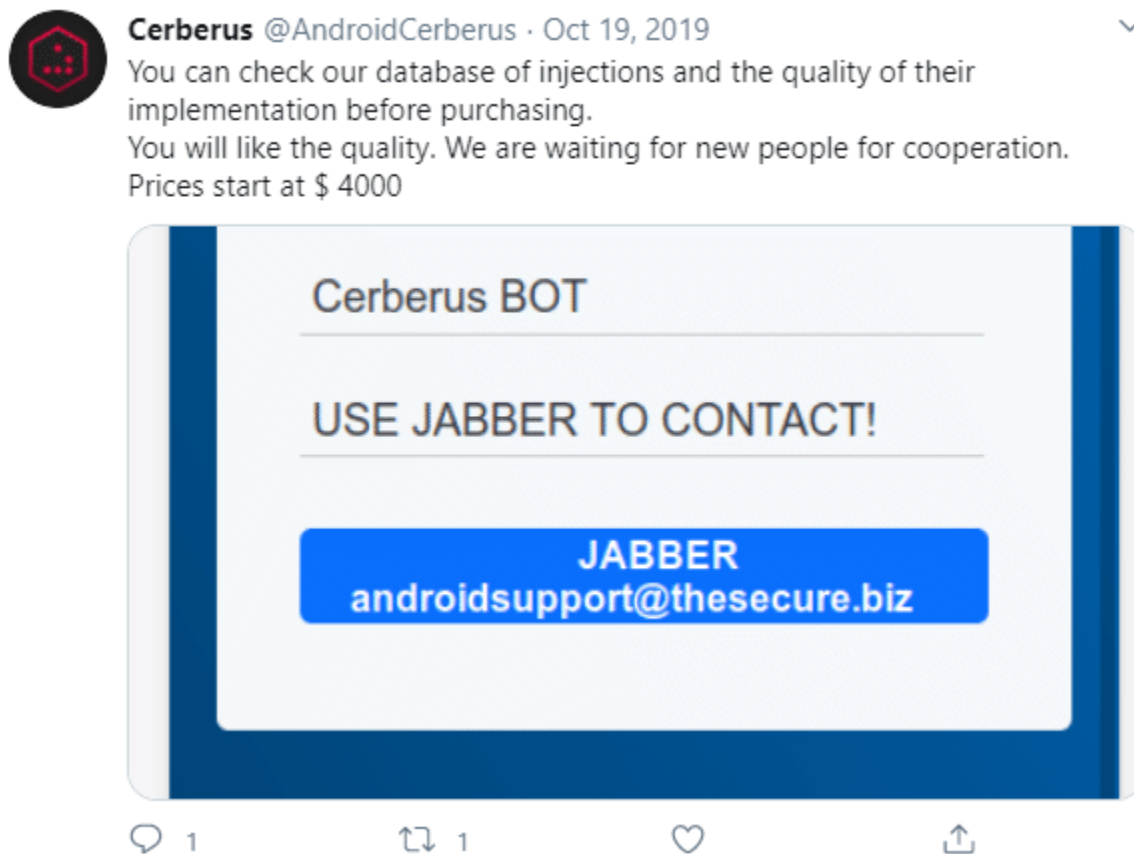 Cerberus @AndroidCerberus · Oct 19, 2019
You can check our database of injections and the quality of their
implementation before purchasing.
You will like the quality. We are waiting for new people for cooperation.
Prices start at $ 4000
Cerberus BOT
USE JABBER TO CONTACT!
JABBER
androidsupport@thesecure.biz
1 1